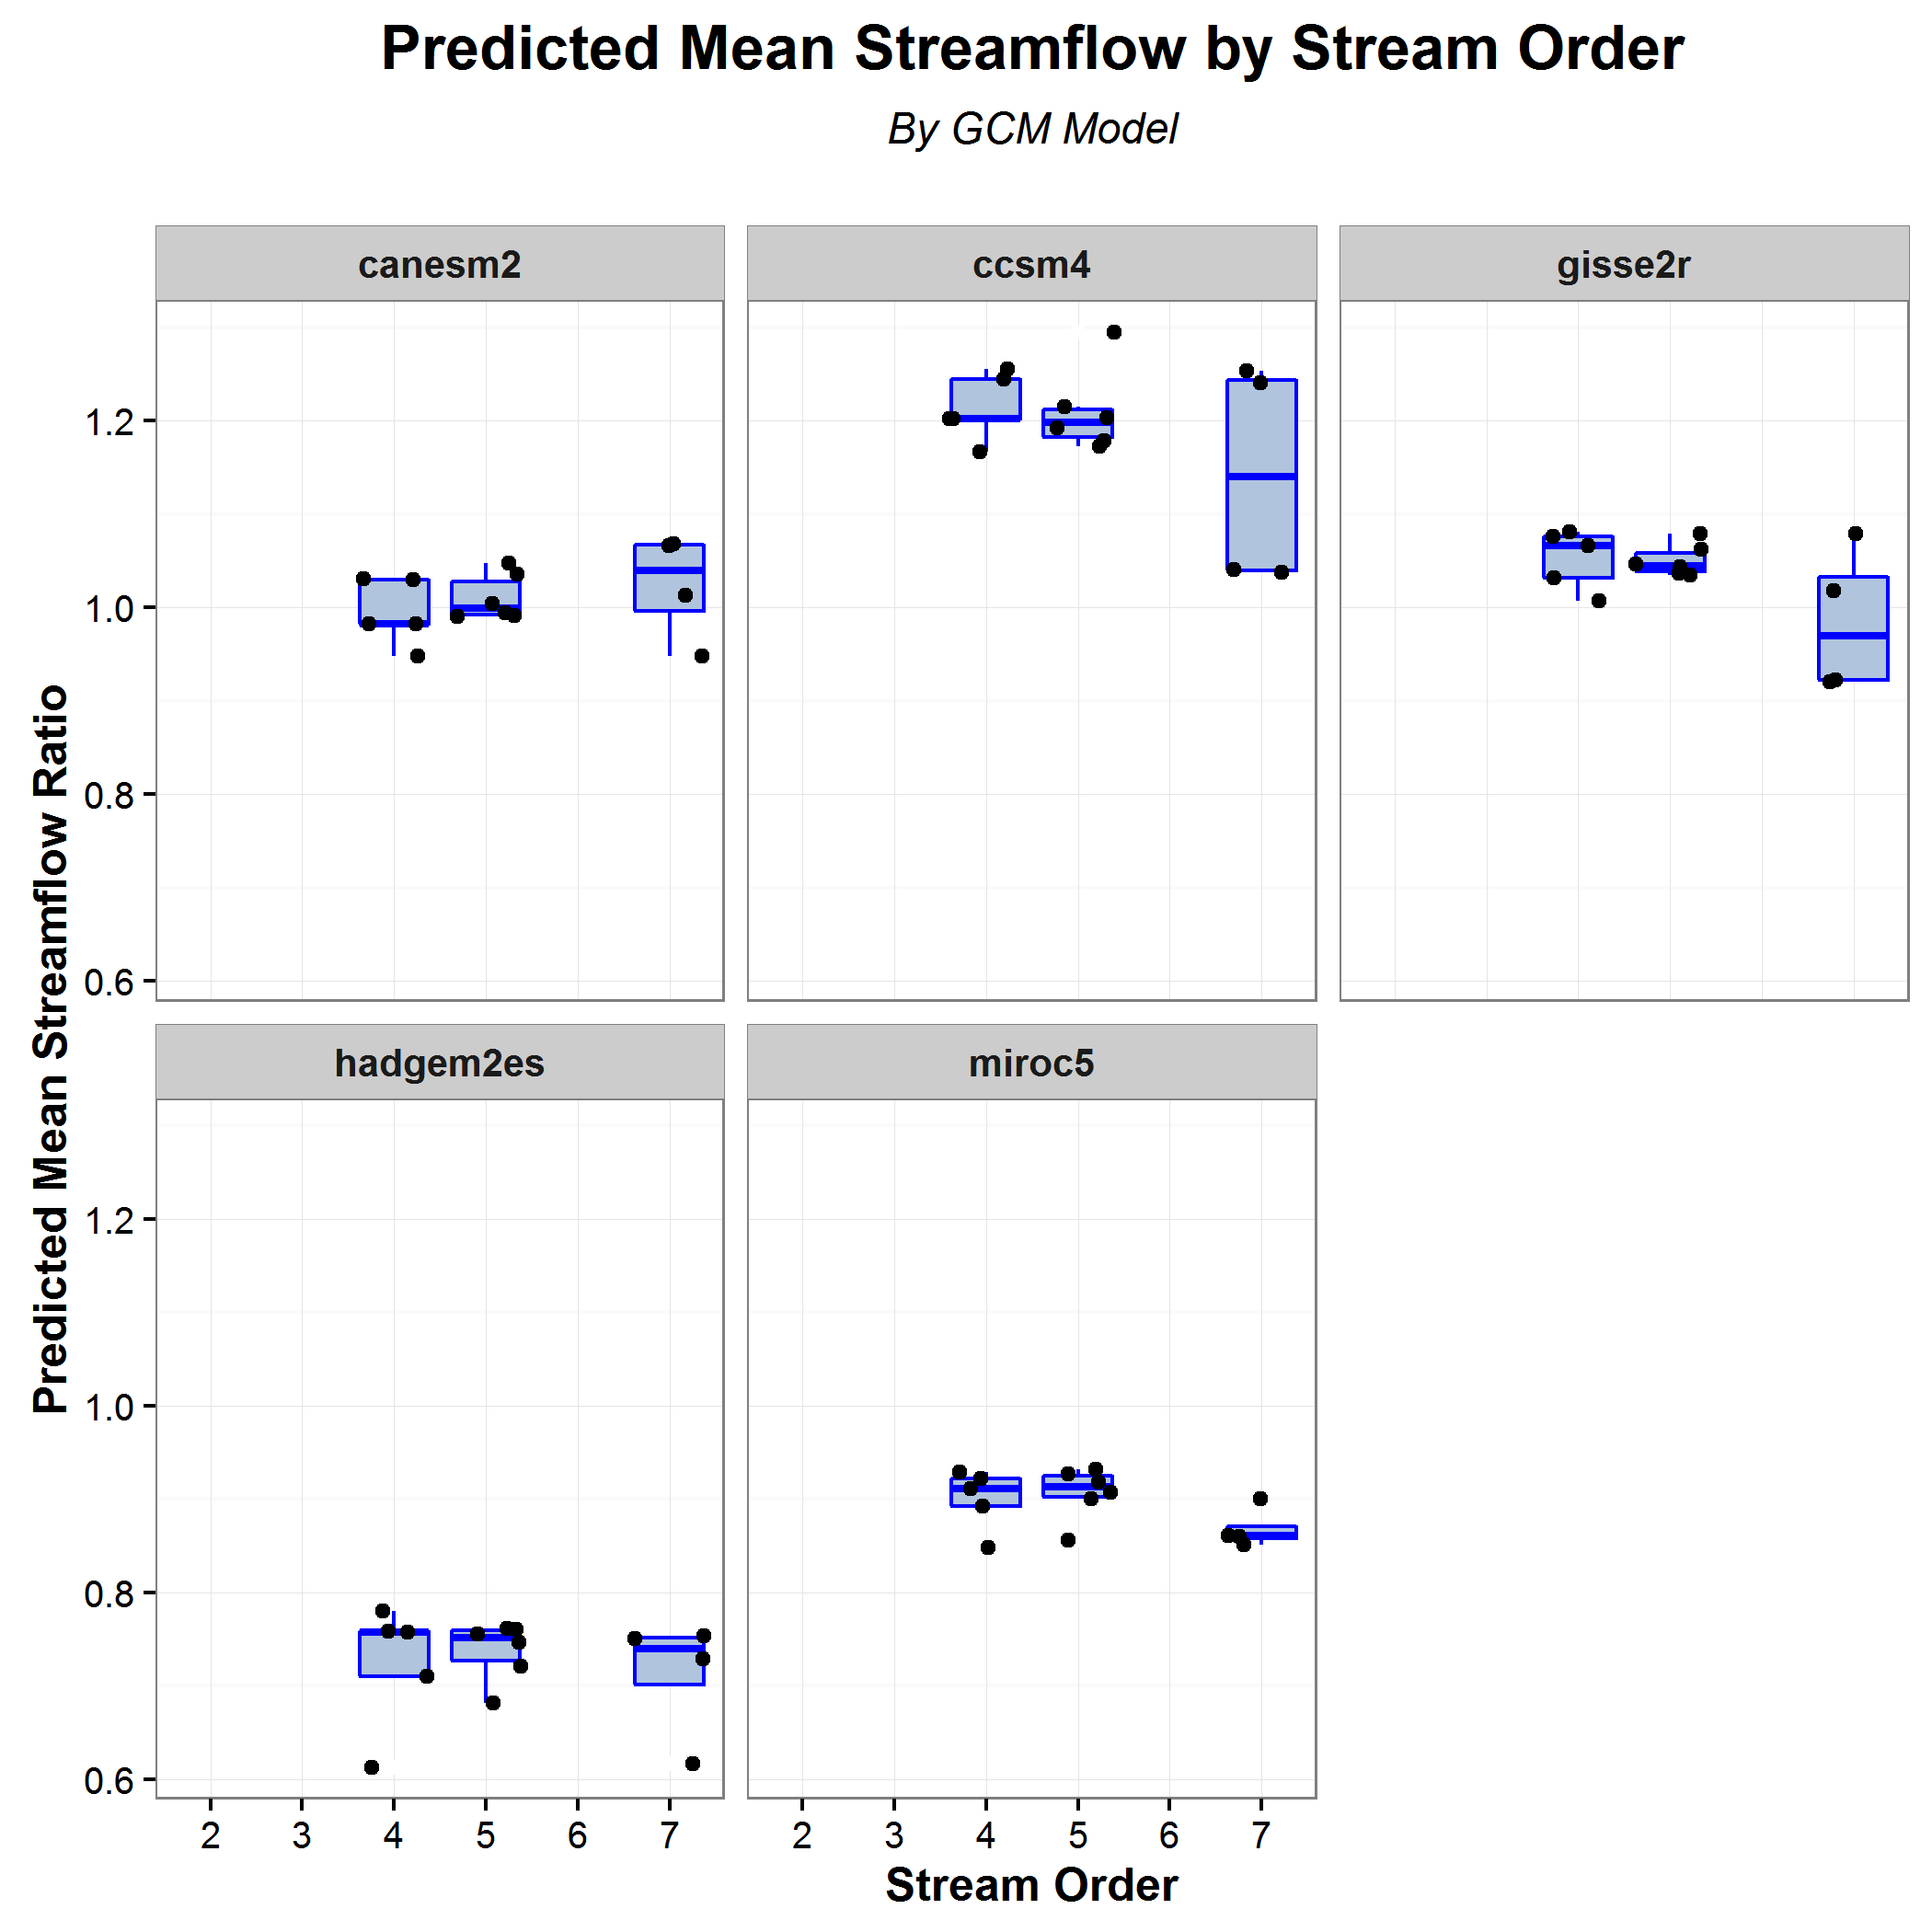 Predicted Mean Streamflow by Stream Order
By GCM Model
canesm2
ccsm4
gisse2r
1.2
1.0
0.8
0.6
Predicted Mean Streamflow Ratio
hadgem2es
miroc5
1.2
1.0
0.8
0.6
2 3 4 5 6 7
2 3 4 5 6 7
Stream Order